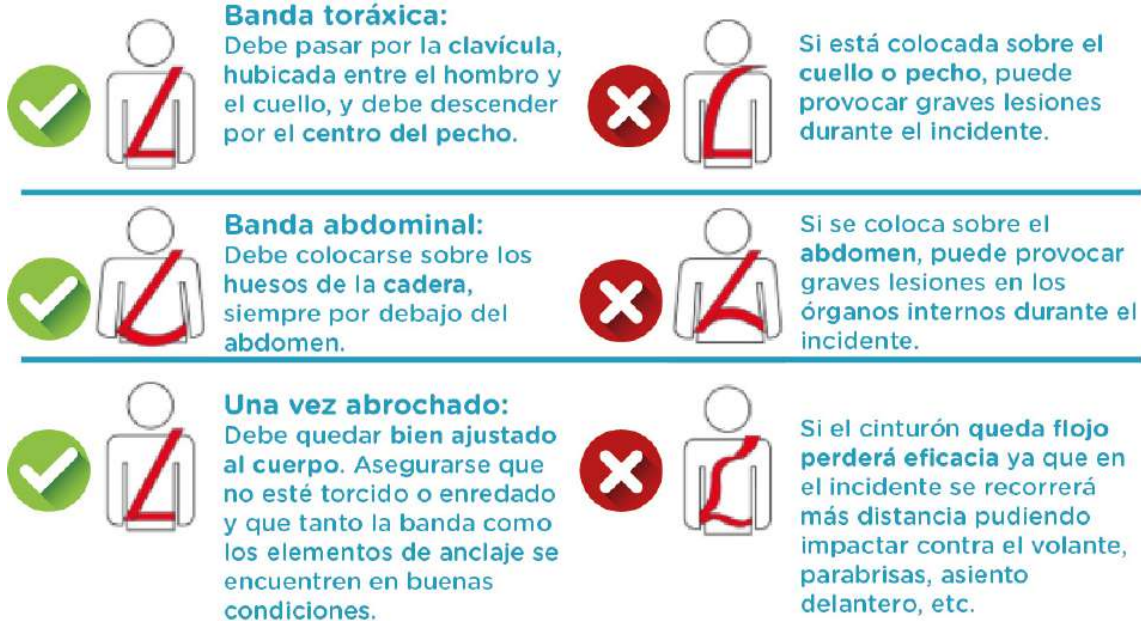 Banda toráxica:
Debe pasar por la clavícula,
hubicada entre el hombro y
el cuello, y debe descender
por el centro del pecho.
Si está colocada sobre el
cuello o pecho, puede
provocar graves lesiones
durante el incidente.
Banda abdominal:
Debe colocarse sobre los
huesos de la cadera,
siempre por debajo del
abdomen.
Si se coloca sobre el
abdomen, puede provocar
graves lesiones en los
órganos internos durante el
incidente.
Una vez abrochado:
Debe quedar bien ajustado
al cuerpo. Asegurarse que
no esté torcido o enredado
y que tanto la banda como
los elementos de anclaje se
encuentren en buenas
condiciones.
Si el cinturón queda flojo
perderá eficacia ya que en
el incidente se recorrerá
más distancia pudiendo
impactar contra el volante,
parabrisas, asiento
delantero, etc.